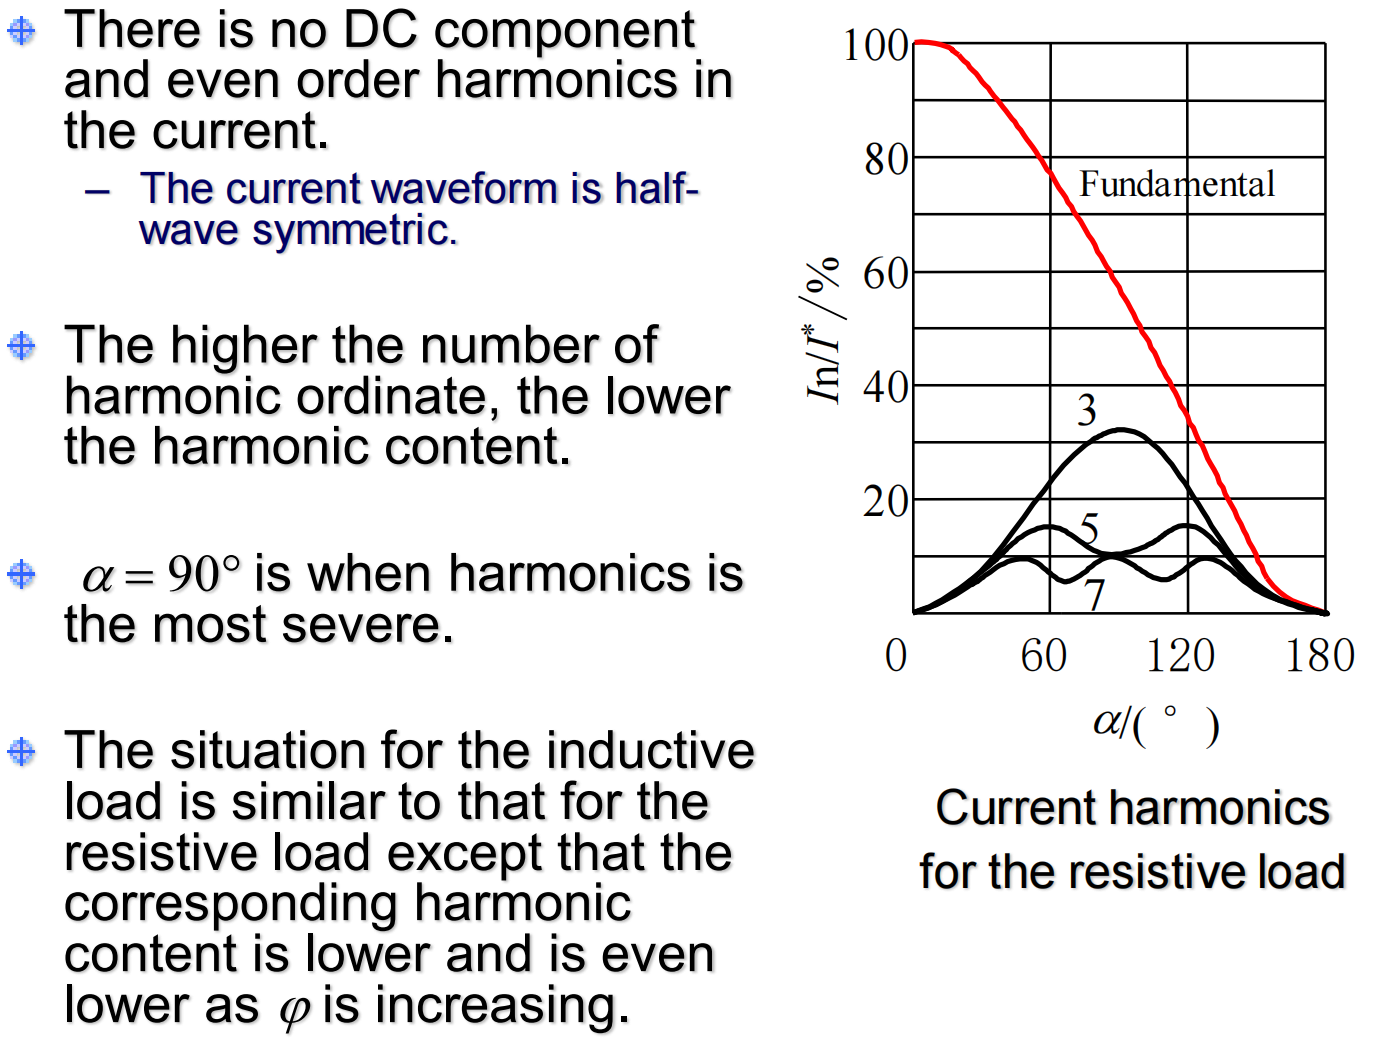 There is no DC component
and even order harmonics in
the current.
– The current waveform is half-
wave symmetric.
The higher the number of
harmonic ordinate, the lower
the harmonic content.
α = 90° is when harmonics is
the most severe.
The situation for the inductive
load is similar to that for the
resistive load except that the
corresponding harmonic
content is lower and is even
lower as φ is increasing.
100
80
60
40
20
In/I* /%
Fundamental
3
5
7
0 60 120 180
α/( ° )
Current harmonics
for the resistive load